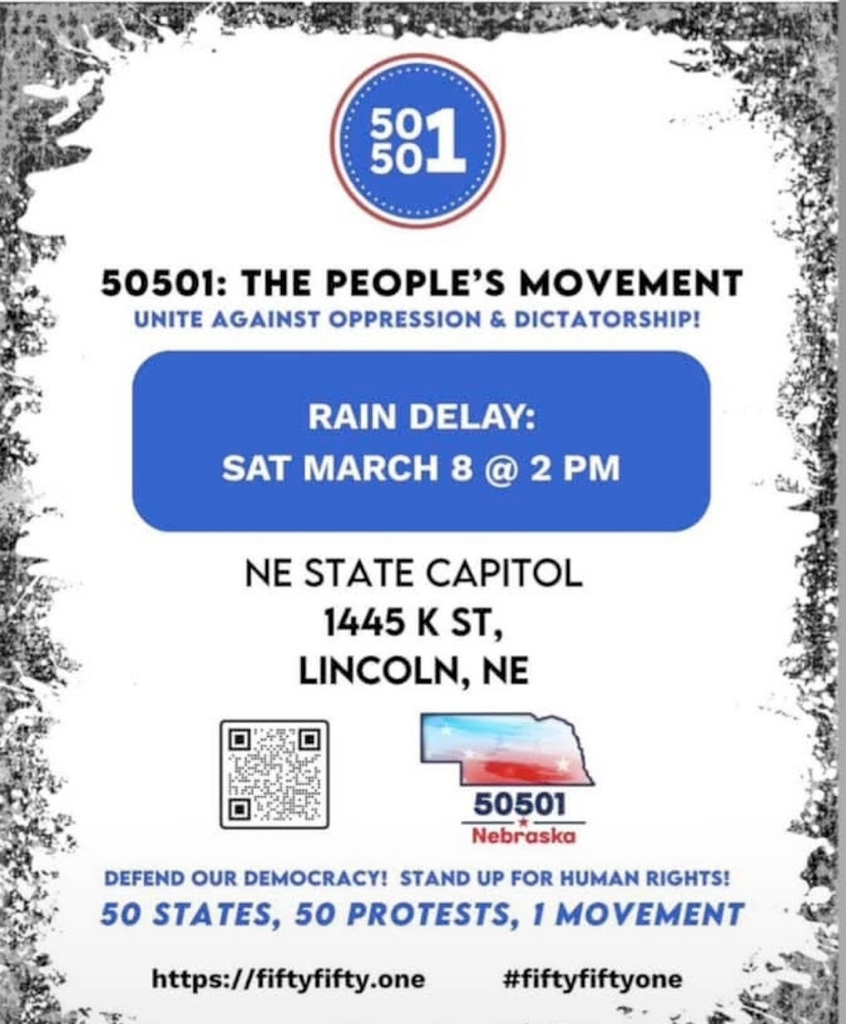 50
50
1
50501: THE PEOPLE'S MOVEMENT
UNITE AGAINST OPPRESSION & DICTATORSHIP!
RAIN DELAY:
SAT MARCH 8 @ 2 PM
NE STATE CAPITOL
1445 K ST,
LINCOLN, NE
50501
Nebraska
DEFEND OUR DEMOCRACY! STAND UP FOR HUMAN RIGHTS!
50 STATES, 50 PROTESTS, 1 MOVEMENT
https://fiftyfifty.one #fiftyfiftyone